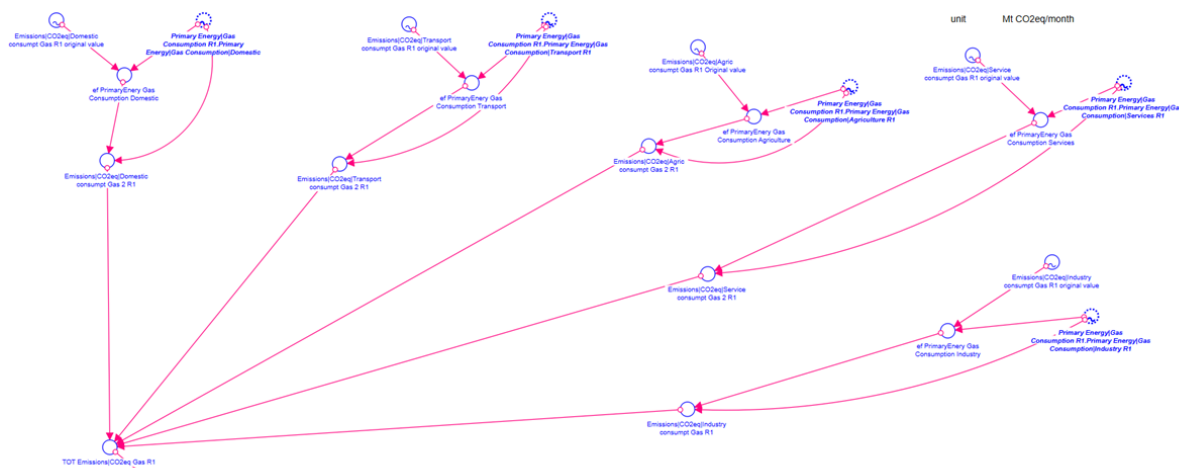 Emissions|CO2eq|Domestic
consumpt Gas R1 original value
Primary Energy|Gas
Consumption R1.Primary
Energy|Gas Consumption|Domestic
ef PrimaryEnery Gas
Consumption Domestic
Emissions|CO2eq|Domestic
consumpt Gas 2 R1
Emissions|CO2eq|Transport
consumpt Gas R1 original value
Primary Energy|Gas
Consumption R1.Primary Energy|Gas
Consumption|Transport R1
ef PrimaryEnery Gas
Consumption Transport
Emissions|CO2eq|Transport
consumpt Gas 2 R1
Emissions|CO2eq|Agric
consumpt Gas R1 Original value
Primary Energy|Gas
Consumption R1.Primary Energy|Gas
Consumption|Agriculture R1
ef PrimaryEnery Gas
Consumption Agriculture
Emissions|CO2eq|Agric
consumpt Gas 2 R1
unit Mt CO2eq/month
Emissions|CO2eq|Service
consumpt Gas R1 original value
Primary Energy|Gas
Consumption R1.Primary Energy|Ga
Consumption|Services R1
ef PrimaryEnery Gas
Consumption Services
Emissions|CO2eq|Service
consumpt Gas 2 R1
Emissions|CO2eq|Industry
consumpt Gas R1 original value
Primary Energy|Gas
Consumption R1.Primary Energy|Gas
Consumption|Industry R1
ef PrimaryEnery Gas
Consumption Industry
Emissions|CO2eq|Industry
consumpt Gas R1
TOT Emissions|CO2eq Gas R1